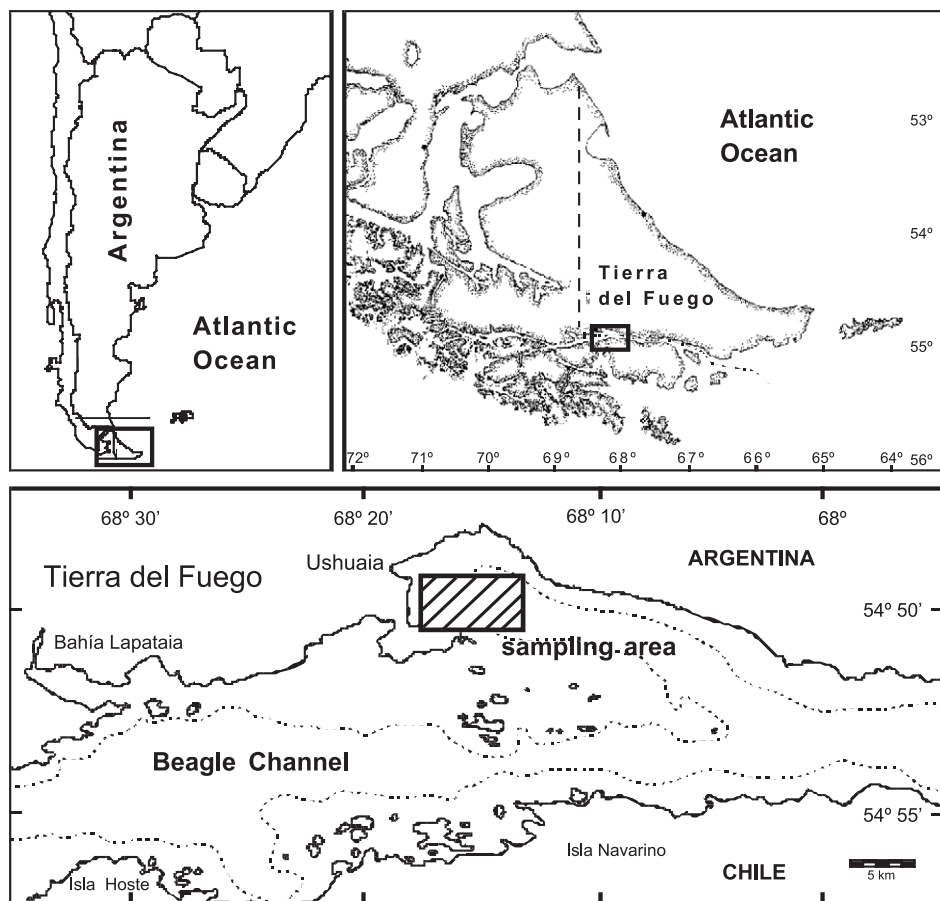 Argentina
Atlantic
Ocean
Atlantic
Ocean
53º
54º
Tierra
del Fuego
55º
72º 71º 70º 69º 68º 67º 66º 65º 64º 56º
68º 30’ 68º 20’ 68º 10’ 68º
Ushuaia
ARGENTINA
Tierra del Fuego
54º 50’
Bahía Lapataia
sampling area
Beagle Channel
54º 55’
Isla Navarino
Isla Hoste
CHILE
5 km